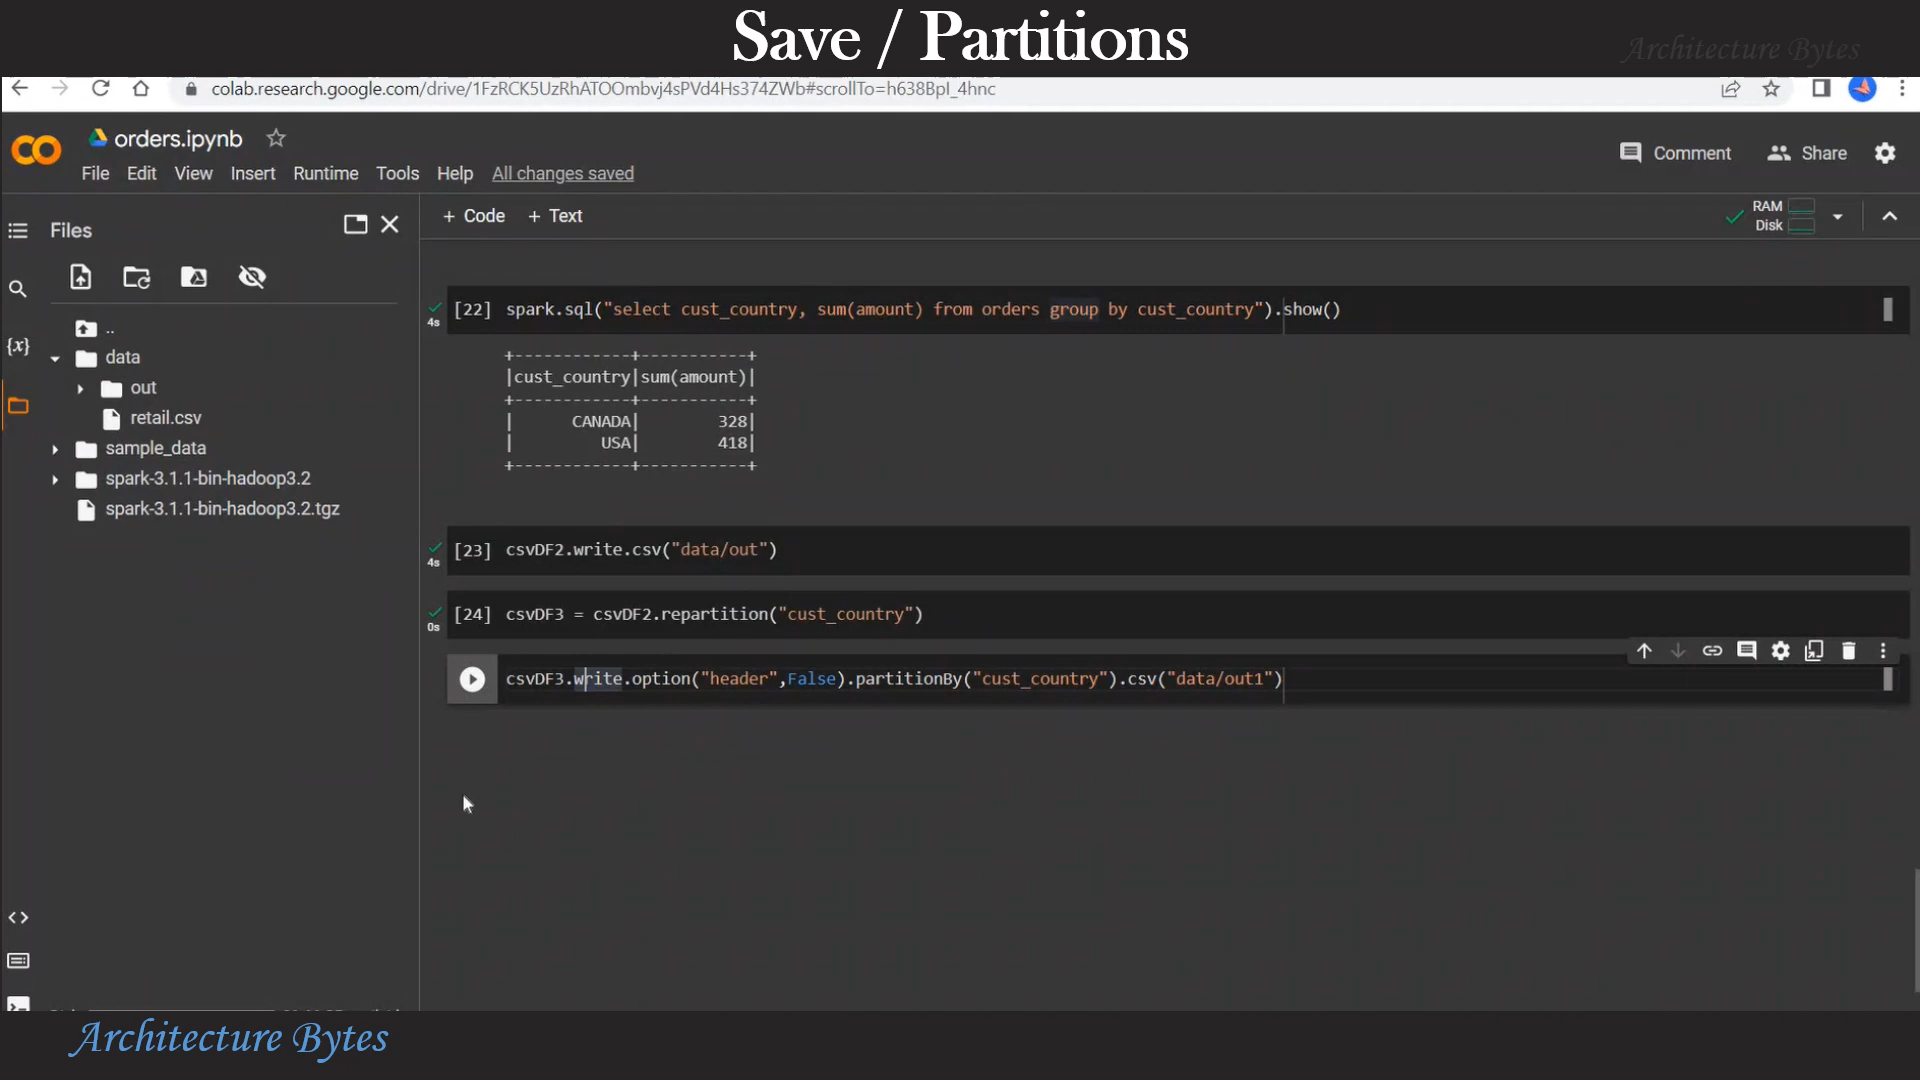 Save / Partitions
Architecture Bytes
colab.research.google.com/drive/1FzRCK5UzRhATOOmbvj4sPVd4Hs374ZWb#scrollTo=h638BpI_4hnc
CO
orders.ipynb
File Edit View Insert Runtime Tools Help All changes saved
Comment Share
Files
+ Code + Text
RAM
Disk
..
data
out
retail.csv
sample_data
spark-3.1.1-bin-hadoop3.2
spark-3.1.1-bin-hadoop3.2.tgz
{x}
[22] spark.sql("select cust_country, sum(amount) from orders group by cust_country").show()
4s
+------------+-----------+
|cust_country|sum(amount)|
+------------+-----------+
| CANADA| 328|
| USA| 418|
+------------+-----------+
[23] csvDF2.write.csv("data/out")
4s
[24] csvDF3 = csvDF2.repartition("cust_country")
0s
csvDF3.write.option("header",False).partitionBy("cust_country").csv("data/out1")
Architecture Bytes